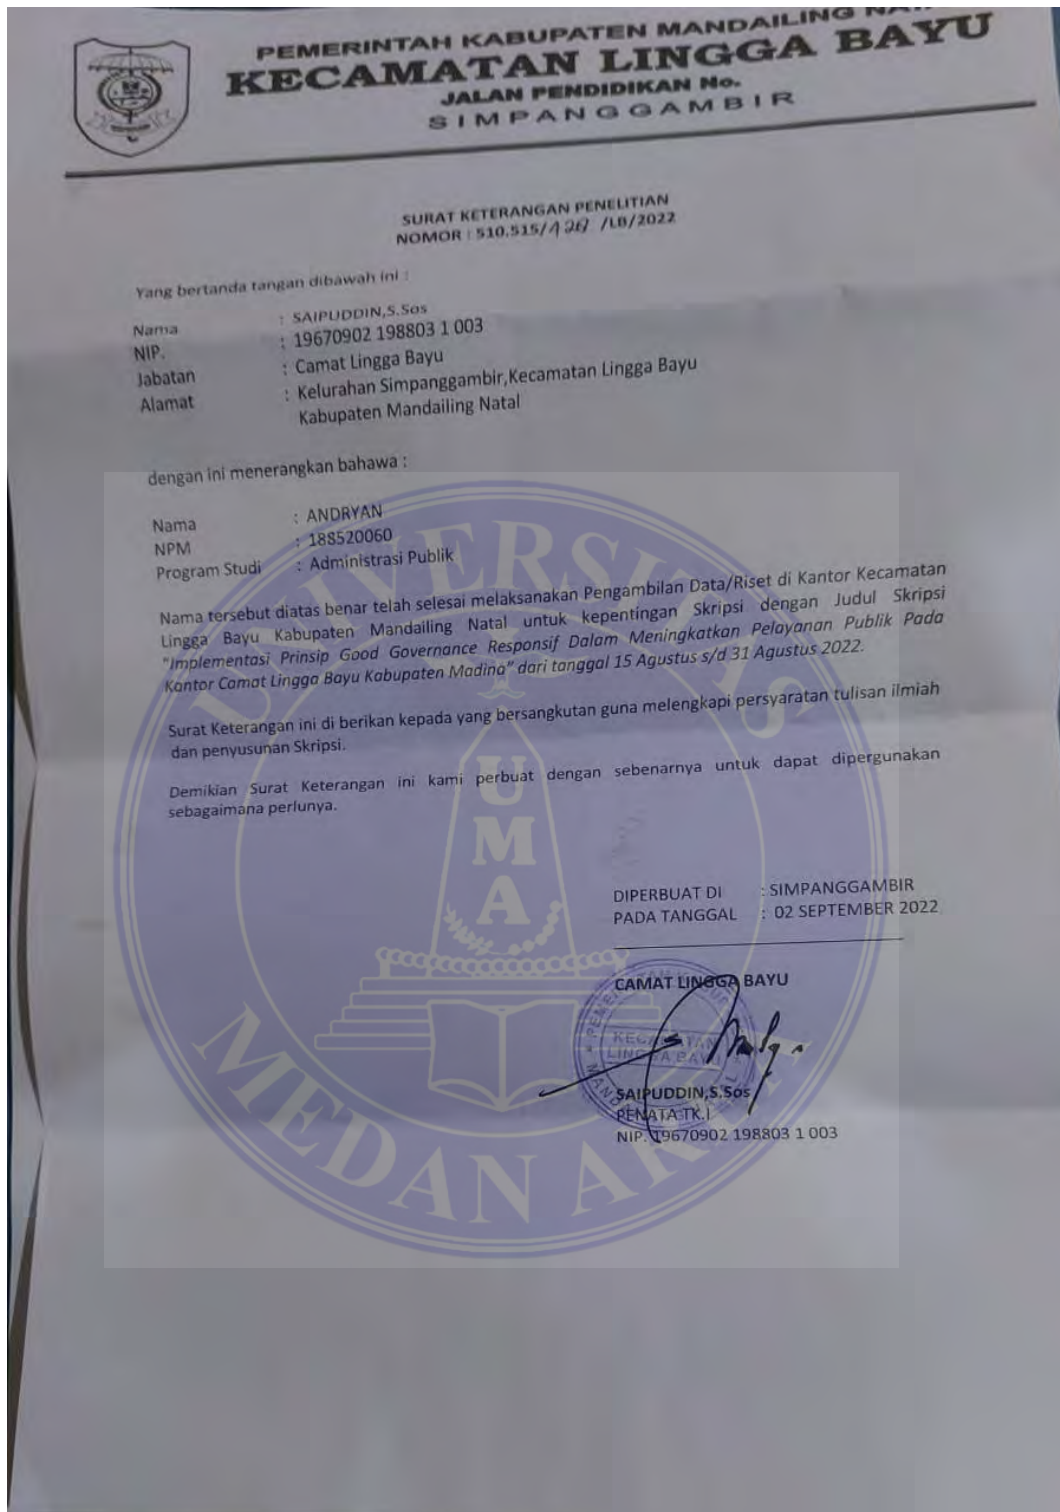 PEMERINTAH KABUPATEN MANDAILING
KECAMATAN LINGGA BAYU
JALAN PENDIDIKAN No.
SIMPANGGAMBIR
SURAT KETERANGAN PENELITIAN
NOMOR : 510.515/ /LB/2022
Yang bertanda tangan dibawah ini :
Nama : SAIPUDDIN,S.Sos
NIP. : 19670902 198803 1 003
Jabatan : Camat Lingga Bayu
Alamat : Kelurahan Simpanggambir,Kecamatan Lingga Bayu
Kabupaten Mandailing Natal
dengan ini menerangkan bahawa :
Nama : ANDRYAN
NPM : 188520060
Program Studi : Administrasi Publik
Nama tersebut diatas benar telah selesai melaksanakan Pengambilan Data/Riset di Kantor Kecamatan
Lingga Bayu Kabupaten Mandailing Natal untuk kepentingan Skripsi dengan Judul Skripsi
"Implementasi Prinsip Good Governance Responsif Dalam Meningkatkan Pelayanan Publik Pada
Kantor Camat Lingga Bayu Kabupaten Madina" dari tanggal 15 Agustus s/d 31 Agustus 2022.
Surat Keterangan ini di berikan kepada yang bersangkutan guna melengkapi persyaratan tulisan ilmiah
dan penyusunan Skripsi.
Demikian Surat Keterangan ini kami perbuat dengan sebenarnya untuk dapat dipergunakan
sebagaimana perlunya.
DIPERBUAT DI : SIMPANGGAMBIR
PADA TANGGAL : 02 SEPTEMBER 2022
CAMAT LINGGA BAYU
KECAMATAN
LINGGA BAYU
SAIPUDDIN,S.Sos
PENATA TK.I
NIP. 19670902 198803 1 003
UNIVERSITAS
UMA
MEDAN AREA